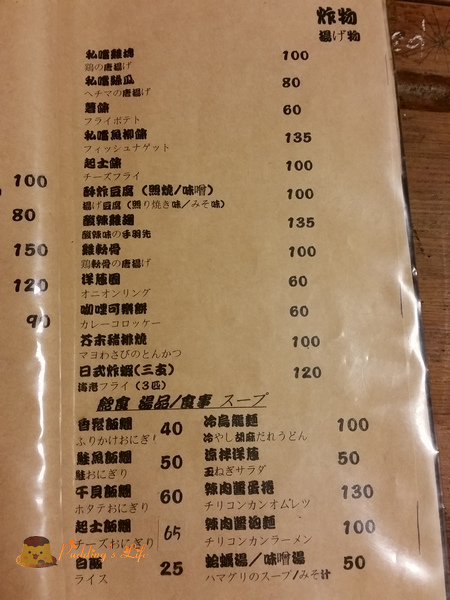 炸物
揚げ物
私嚐雞塊 100
鶏の唐揚げ
私嚐絲瓜 80
ヘチマの唐揚げ
薯條 60
フライポテト
私嚐魚柳條 135
フィッシュナゲット
起士條 100
チーズフライ
酥炸豆腐 (照燒/味噌) 100
揚げ豆腐 (照り焼き味/みそ味)
酸辣雞翅 135
酸辣味の手羽先
雞軟骨 100
鶏軟骨の唐揚げ
洋蔥圈 60
オニオンリング
咖哩可樂餅 60
カレーコロッケー
芥末豬排燒 100
マヨわさびのとんかつ
日式炸蝦(三支) 120
海老フライ (3匹)
100
80
150
120
90
飽食 湯品/食事 スープ
自鬆飯糰 40
ふりかけおにぎり
鮭魚飯糰 50
鮭おにぎり
干貝飯糰 60
ホタテおにぎり
起士飯糰 65
チーズおにぎり
白飯 25
ライス
冷烏龍麵 100
冷やし胡麻だれうどん
涼拌洋蔥 50
玉ねぎサラダ
辣肉醬蛋捲 130
チリコンカンオムレツ
辣肉醬泡麵 100
チリコンカンラーメン
蛤蠣湯/味噌湯 50
ハマグリのスープ/みそ汁
Pudding's Life